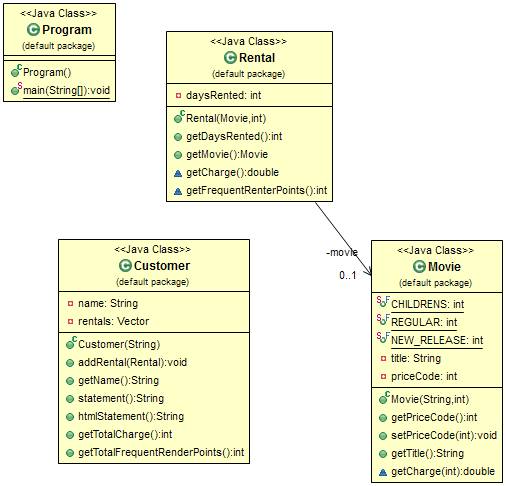 <<Java Class>>
Program
(default package)
Program()
main(String[]):void
<<Java Class>>
Rental
(default package)
daysRented: int
Rental(Movie,int)
getDaysRented():int
getMovie():Movie
getCharge():double
getFrequentRenterPoints():int
-movie
0..1
<<Java Class>>
Customer
(default package)
name: String
rentals: Vector
Customer(String)
addRental(Rental):void
getName():String
statement():String
htmlStatement():String
getTotalCharge():int
getTotalFrequentRenderPoints():int
<<Java Class>>
Movie
(default package)
CHILDRENS: int
REGULAR: int
NEW_RELEASE: int
title: String
priceCode: int
Movie(String,int)
getPriceCode():int
setPriceCode(int):void
getTitle():String
getCharge(int):double